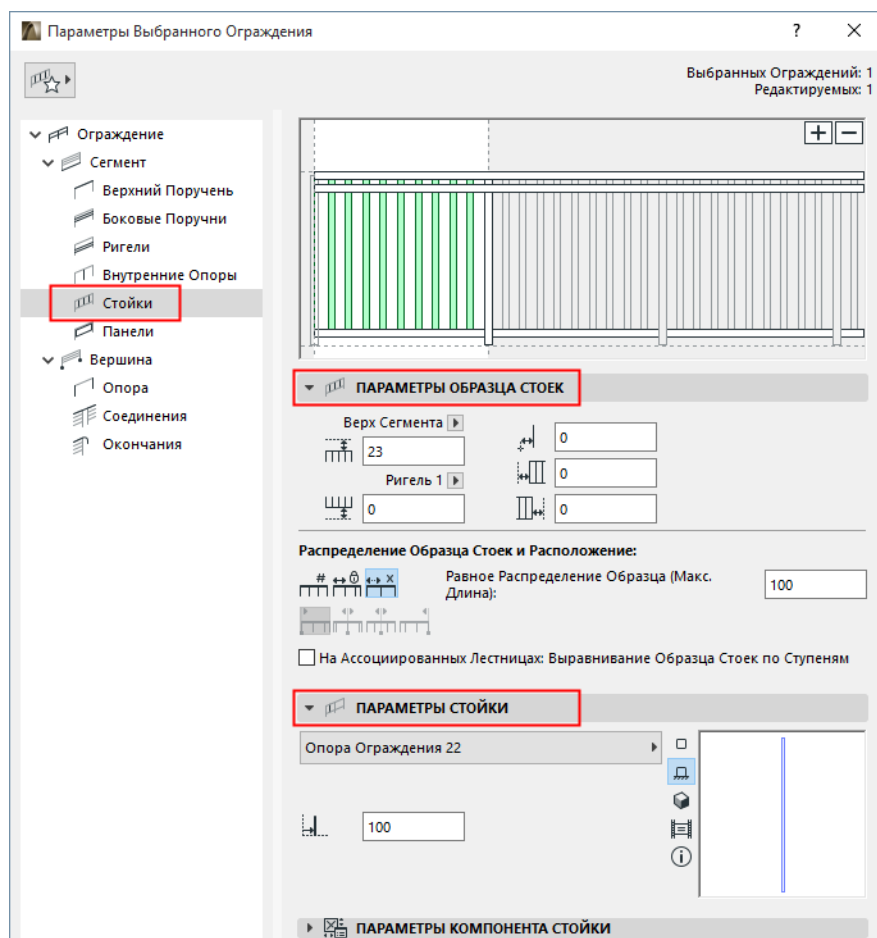 Параметры Выбранного Ограждения
?
Выбранных Ограждений: 1
Редактируемых: 1
Ограждение
Сегмент
Верхний Поручень
Боковые Поручни
Ригели
Внутренние Опоры
Стойки
Панели
Вершина
Опора
Соединения
Окончания
ПАРАМЕТРЫ ОБРАЗЦА СТОЕК
Верх Сегмента
23
Ригель 1
0
0
0
0
Распределение Образца Стоек и Расположение:
# X
Равное Распределение Образца (Макс.
Длина):
100
На Ассоциированных Лестницах: Выравнивание Образца Стоек по Ступеням
ПАРАМЕТРЫ СТОЙКИ
Опора Ограждения 22
100
ПАРАМЕТРЫ КОМПОНЕНТА СТОЙКИ